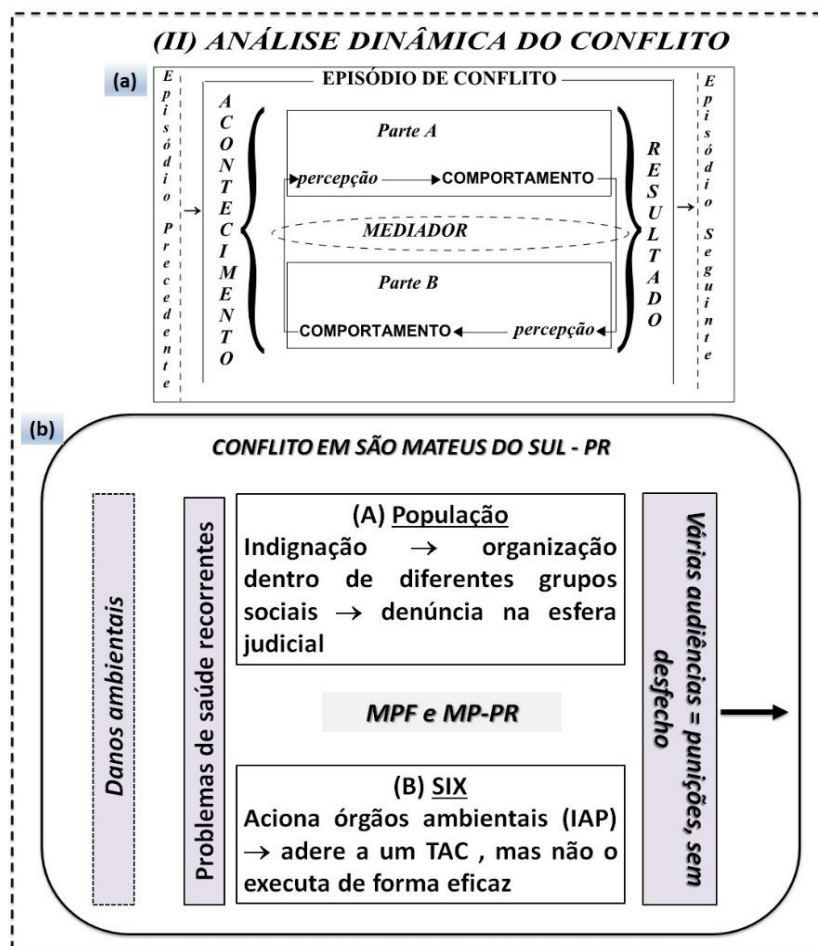 (II) ANÁLISE DINÂMICA DO CONFLITO
(a)
EPISÓDIO DE CONFLITO
Episódio Precedente
ACONTECIMENTO
Parte A
percepção
COMPORTAMENTO
MEDIADOR
Parte B
COMPORTAMENTO
percepção
RESULTADO
Episódio Seguinte
(b)
CONFLITO EM SÃO MATEUS DO SUL - PR
Danos ambientais
Problemas de saúde recorrentes
(A) População
Indignação → organização
dentro de diferentes grupos
sociais → denúncia na esfera
judicial
MPF e MP-PR
(B) SIX
Aciona órgãos ambientais (IAP)
→ adere a um TAC , mas não o
executa de forma eficaz
Várias audiências = punições, sem
desfecho